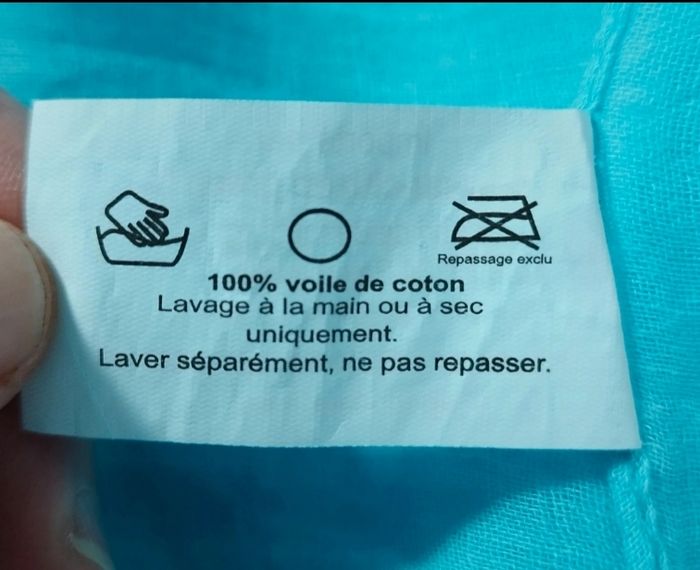 Repassage exclu
100% voile de coton
Lavage à la main ou à sec
uniquement.
Laver séparément, ne pas repasser.